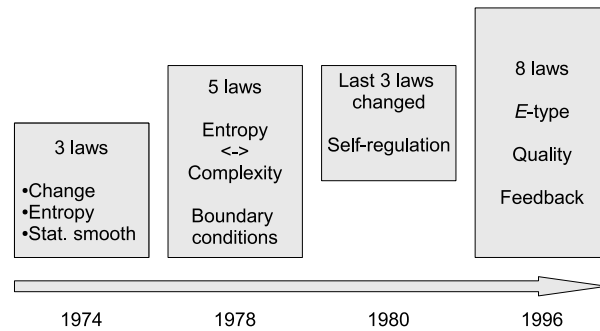 3 laws
•Change
•Entropy
•Stat. smooth
5 laws
Entropy
<->
Complexity
Boundary
conditions
Last 3 laws
changed
Self-regulation
8 laws
E-type
Quality
Feedback
1974
1978
1980
1996